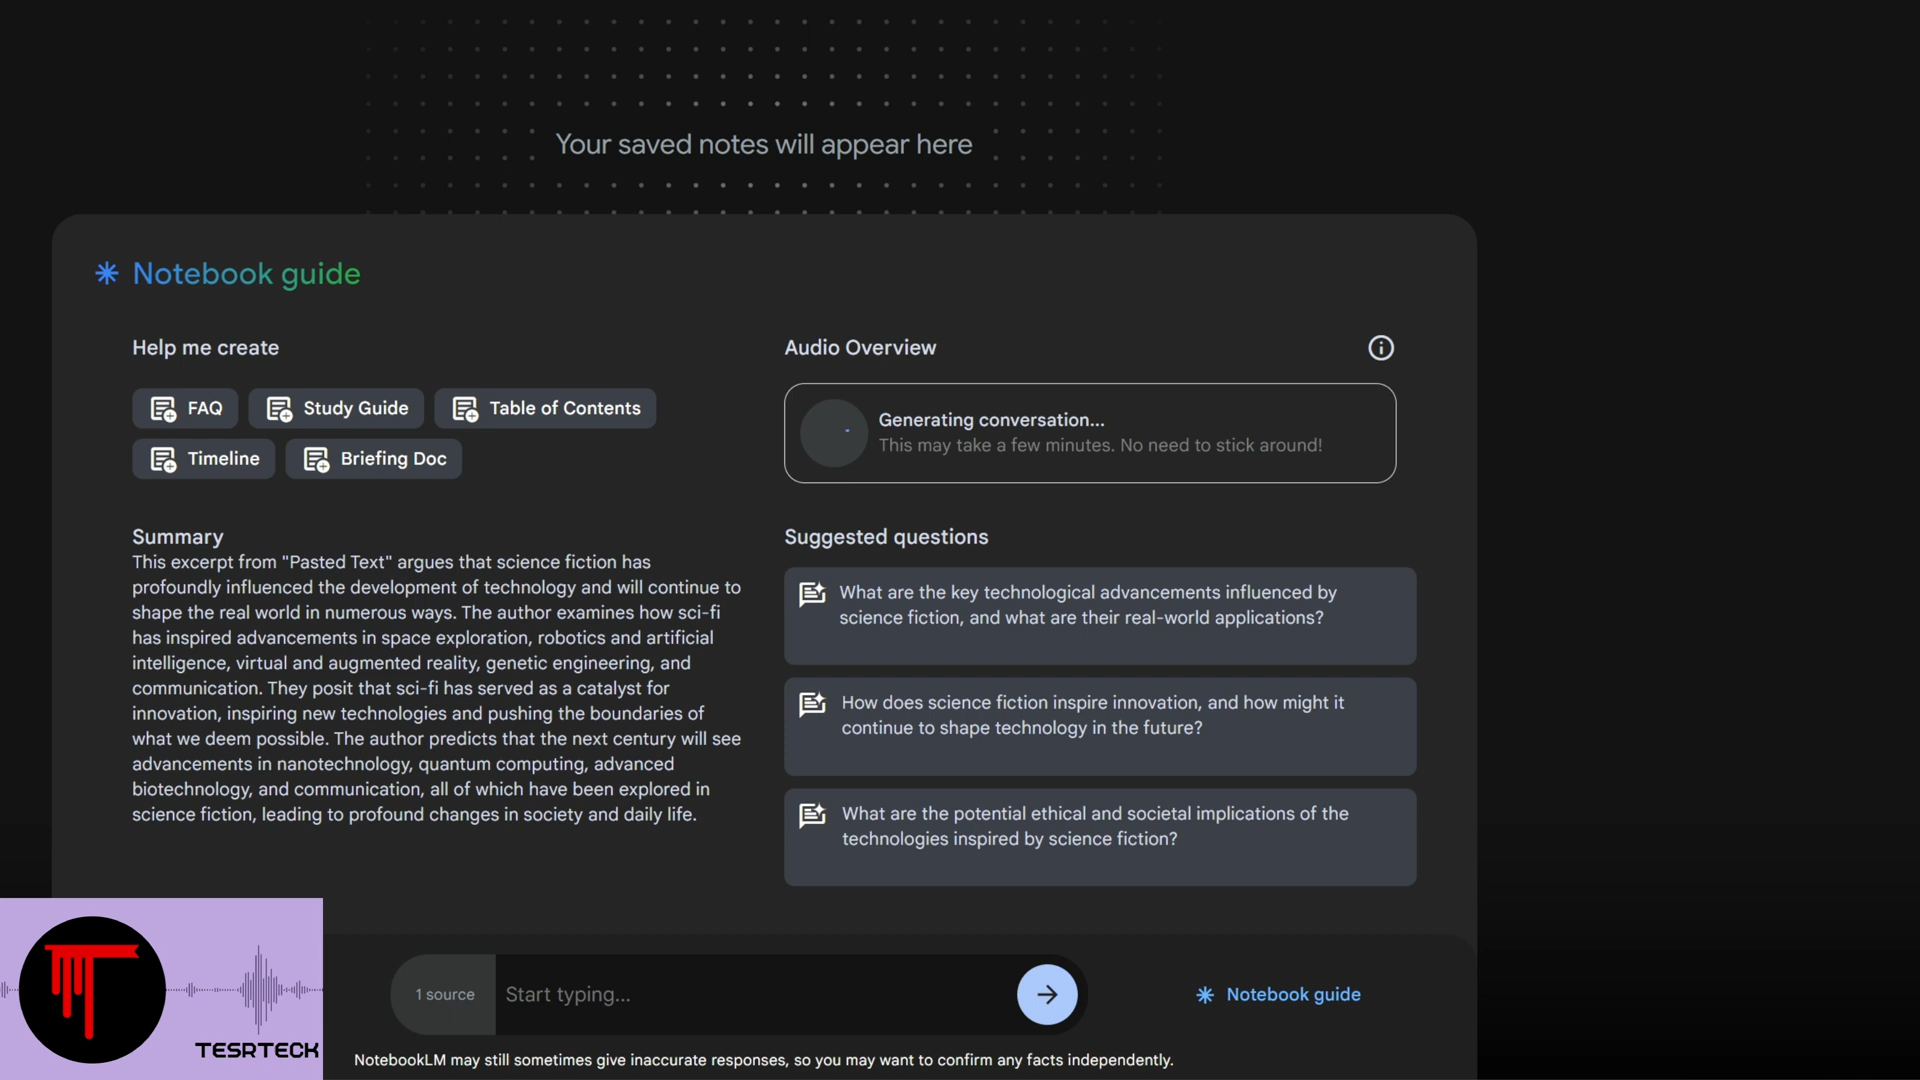 Your saved notes will appear here
Notebook guide
Help me create
FAQ
Study Guide
Table of Contents
Timeline
Briefing Doc
Audio Overview
Generating conversation...
This may take a few minutes. No need to stick around!
Summary
This excerpt from "Pasted Text" argues that science fiction has
profoundly influenced the development of technology and will continue to
shape the real world in numerous ways. The author examines how sci-fi
has inspired advancements in space exploration, robotics and artificial
intelligence, virtual and augmented reality, genetic engineering, and
communication. They posit that sci-fi has served as a catalyst for
innovation, inspiring new technologies and pushing the boundaries of
what we deem possible. The author predicts that the next century will see
advancements in nanotechnology, quantum computing, advanced
biotechnology, and communication, all of which have been explored in
science fiction, leading to profound changes in society and daily life.
Suggested questions
What are the key technological advancements influenced by
science fiction, and what are their real-world applications?
How does science fiction inspire innovation, and how might it
continue to shape technology in the future?
What are the potential ethical and societal implications of the
technologies inspired by science fiction?
1 source
Start typing...
Notebook guide
NotebookLM may still sometimes give inaccurate responses, so you may want to confirm any facts independently.
TESRTECK